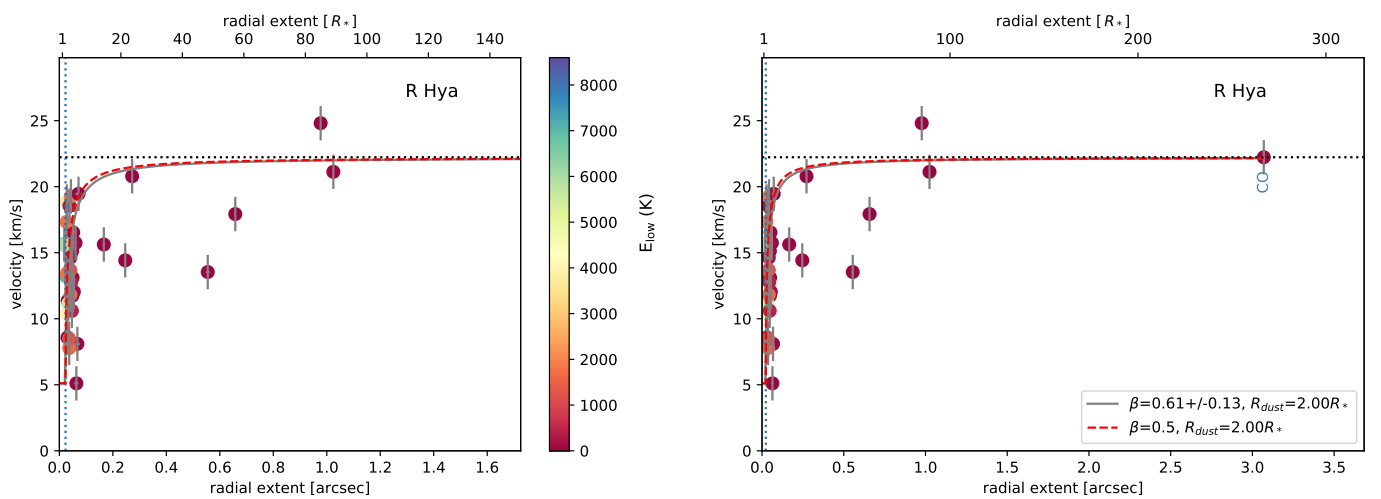 radial extent [ R* ]
1 20 40 60 80 100 120 140
R Hya
velocity [km/s]
25
20
15
10
5
0
0.0 0.2 0.4 0.6 0.8 1.0 1.2 1.4 1.6
radial extent [arcsec]
8000
7000
6000
5000
4000
3000
2000
1000
0
Elow (K)
radial extent [ R* ]
1 100 200 300
R Hya
velocity [km/s]
25
20
15
10
5
0
CO
β=0.61+/-0.13, Rdust=2.00R*
β=0.5, Rdust=2.00R*
0.0 0.5 1.0 1.5 2.0 2.5 3.0 3.5
radial extent [arcsec]